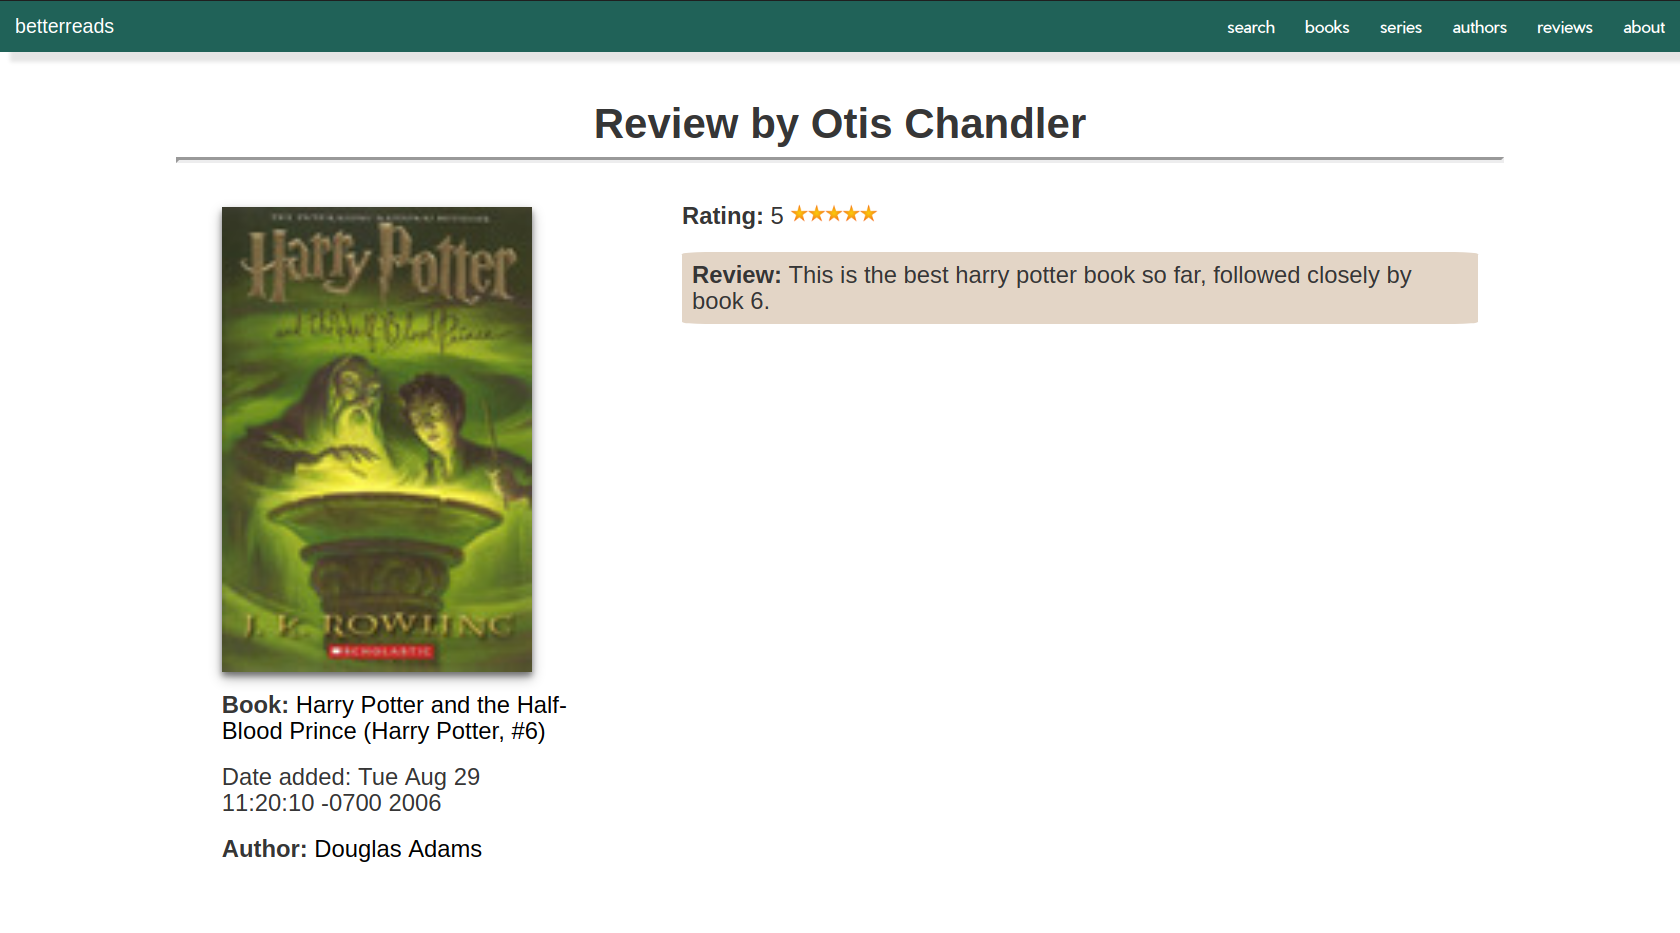 betterreads
search books series authors reviews about
Review by Otis Chandler
Rating: 5
Review: This is the best harry potter book so far, followed closely by
book 6.
Harry Potter
and the Half-Blood Prince
J. K. ROWLING
SCHOLASTIC
Book: Harry Potter and the Half-
Blood Prince (Harry Potter, #6)
Date added: Tue Aug 29
11:20:10 -0700 2006
Author: Douglas Adams